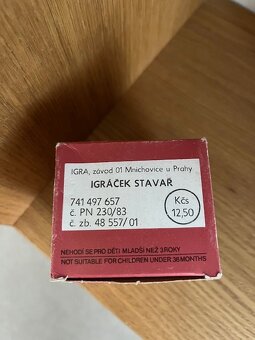 IGRA, závod 01 Mnichovice u Prahy
IGRÁČEK STAVAŘ
741 497 657
č. PN 230/83
č. zb. 48 557/01
Kčs
12,50
NEHODÍ SE PRO DĚTI MLADŠÍ NEŽ 3 ROKY
NOT SUITABLE FOR CHILDREN UNDER 36 MONTHS